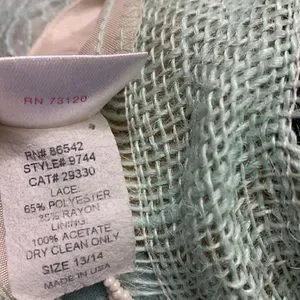 RN 73120
RN# 86542
STYLE# 9744
CAT# 29330
LACE:
65% POLYESTER
35% RAYON
LINING:
100% ACETATE
DRY CLEAN ONLY
SIZE 13/14
MADE IN USA